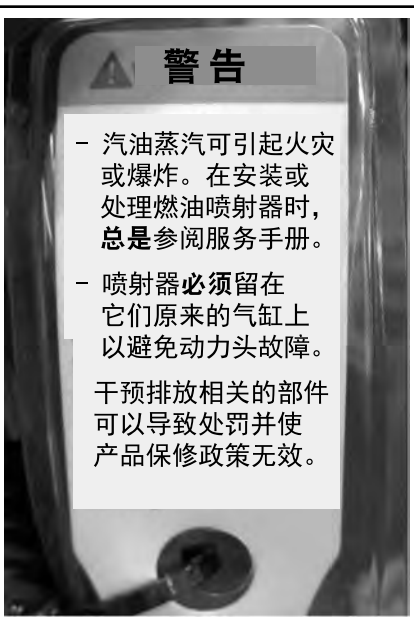 警告
- 汽油蒸汽可引起火灾
或爆炸。在安装或
处理燃油喷射器时,
总是参阅服务手册。
- 喷射器必须留在
它们原来的气缸上
以避免动力头故障。
干预排放相关的部件
可以导致处罚并使
产品保修政策无效。